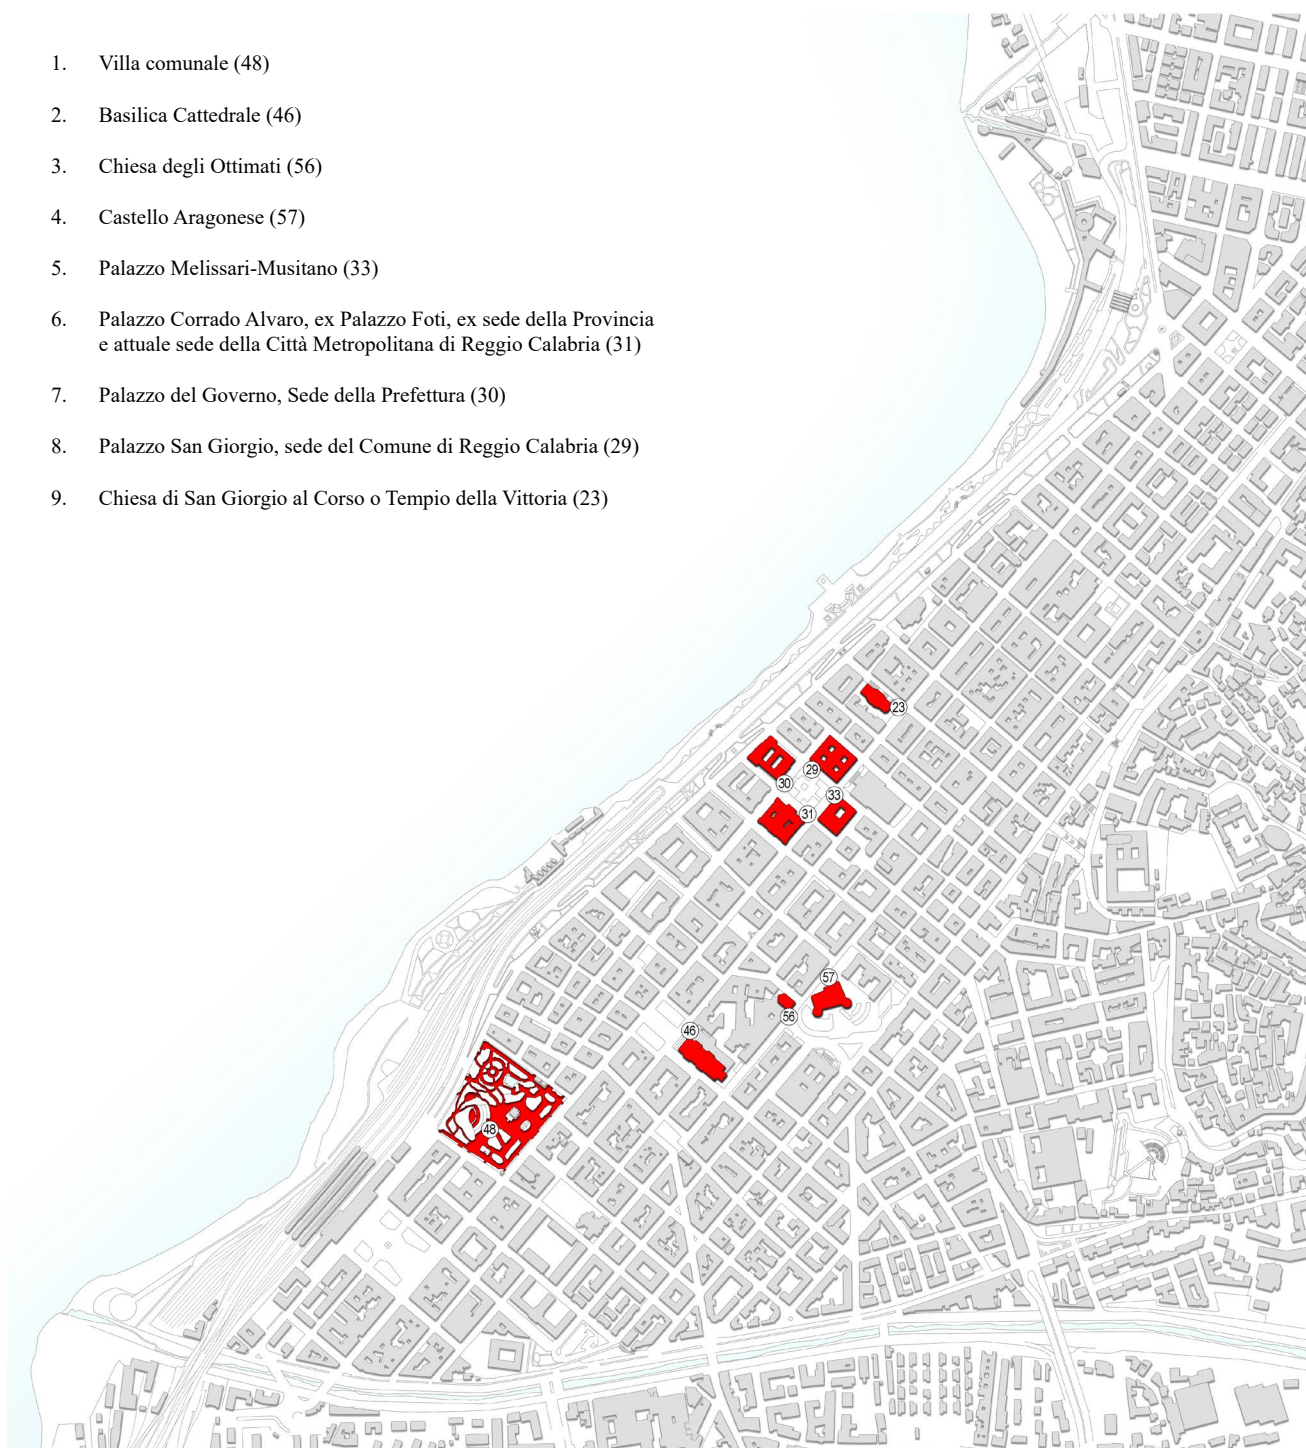 1. Villa comunale (48)
2. Basilica Cattedrale (46)
3. Chiesa degli Ottimati (56)
4. Castello Aragonese (57)
5. Palazzo Melissari-Musitano (33)
6. Palazzo Corrado Alvaro, ex Palazzo Foti, ex sede della Provincia
e attuale sede della Città Metropolitana di Reggio Calabria (31)
7. Palazzo del Governo, Sede della Prefettura (30)
8. Palazzo San Giorgio, sede del Comune di Reggio Calabria (29)
9. Chiesa di San Giorgio al Corso o Tempio della Vittoria (23)
23
29
30
33
31
57
56
46
48